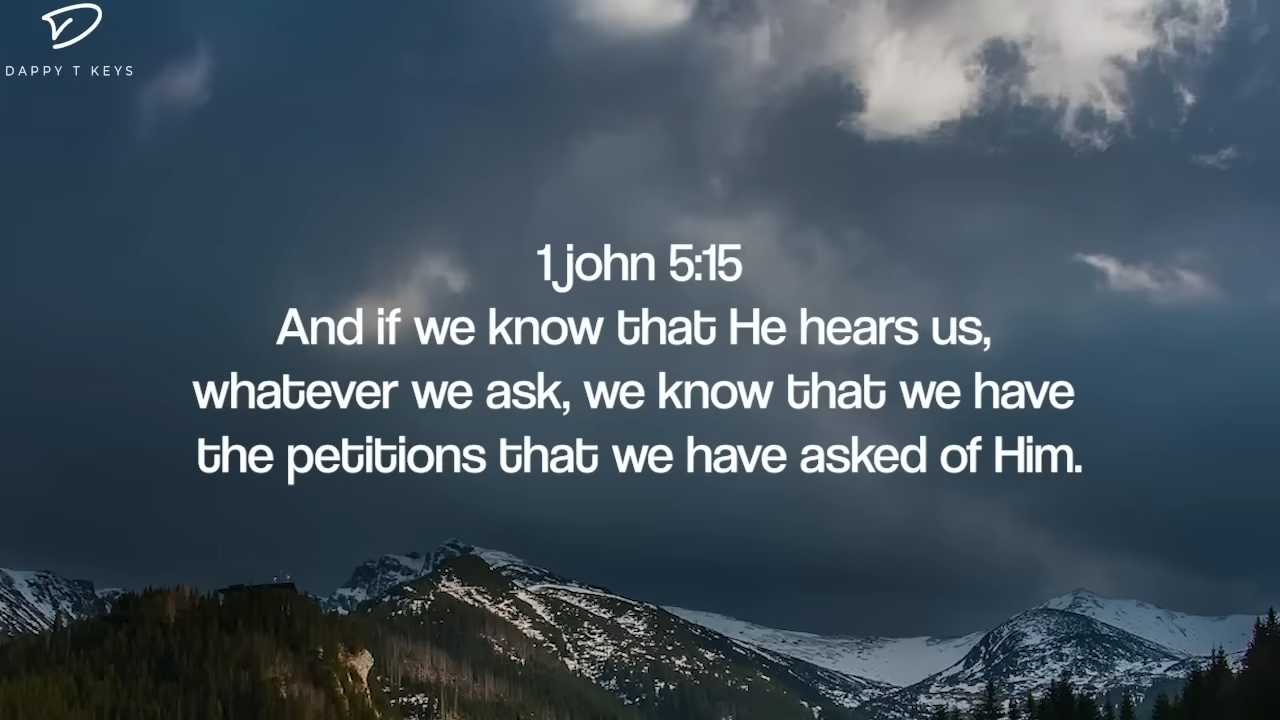 DAPPY T KEYS
1 john 5:15
And if we know that He hears us,
whatever we ask, we know that we have
the petitions that we have asked of Him.